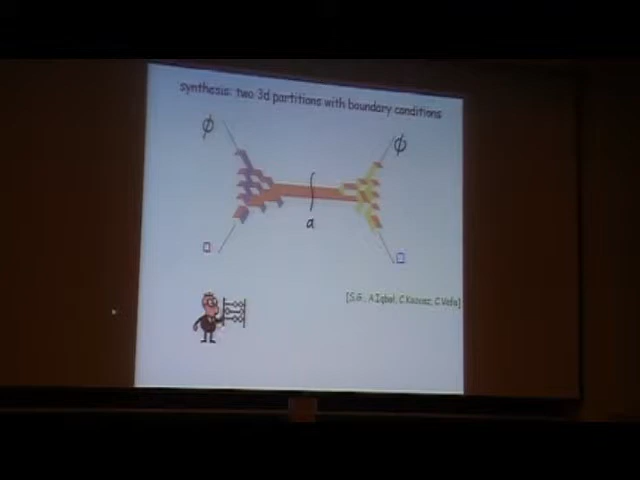 synthesis: two 3d partitions with boundary conditions
ϕ
ϕ
a
□
□
[S.G., A.Iqbal, C.Kozcaz, C.Vafa]